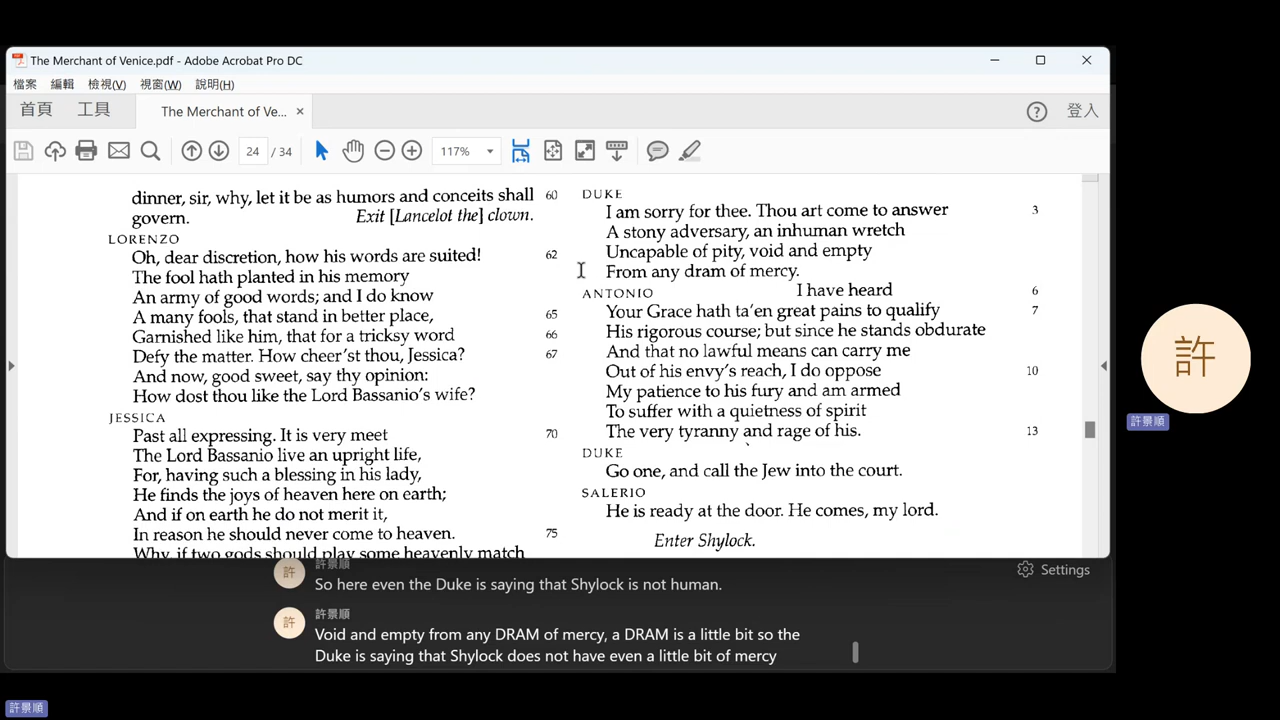 The Merchant of Venice.pdf - Adobe Acrobat Pro DC
檔案 編輯 檢視(V) 視窗(W) 說明(H)
首頁 工具 The Merchant of Ve... × 登入
24 / 34 117%
dinner, sir, why, let it be as humors and conceits shall 60
govern. Exit [Lancelot the] clown.
LORENZO
Oh, dear discretion, how his words are suited! 62
The fool hath planted in his memory
An army of good words; and I do know
A many fools, that stand in better place, 65
Garnished like him, that for a tricksy word 66
Defy the matter. How cheer'st thou, Jessica? 67
And now, good sweet, say thy opinion:
How dost thou like the Lord Bassanio's wife?
JESSICA
Past all expressing. It is very meet 70
The Lord Bassanio live an upright life,
For, having such a blessing in his lady,
He finds the joys of heaven here on earth;
And if on earth he do not merit it,
In reason he should never come to heaven. 75
Why, if two gods should play some heavenly match
DUKE
I am sorry for thee. Thou art come to answer 3
A stony adversary, an inhuman wretch
Uncapable of pity, void and empty
From any dram of mercy.
ANTONIO I have heard 6
Your Grace hath ta'en great pains to qualify 7
His rigorous course; but since he stands obdurate
And that no lawful means can carry me
Out of his envy's reach, I do oppose 10
My patience to his fury and am armed
To suffer with a quietness of spirit
The very tyranny and rage of his. 13
DUKE
Go one, and call the Jew into the court.
SALERIO
He is ready at the door. He comes, my lord.
Enter Shylock.
許
許景順
許 許景順
So here even the Duke is saying that Shylock is not human.
Settings
許 許景順
Void and empty from any DRAM of mercy, a DRAM is a little bit so the
Duke is saying that Shylock does not have even a little bit of mercy
許景順